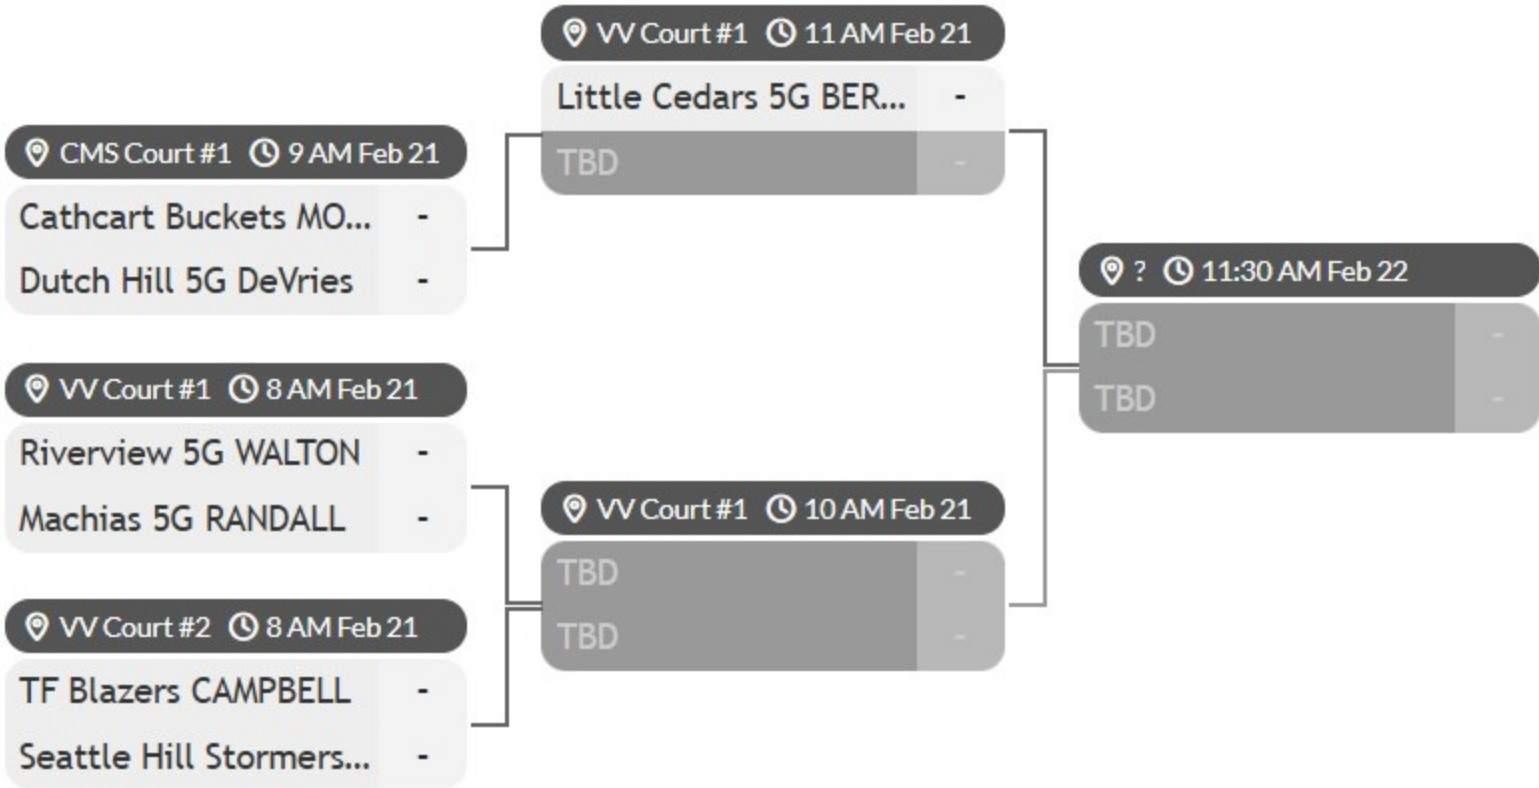 CMS Court #1 9 AM Feb 21
Cathcart Buckets MO... -
Dutch Hill 5G DeVries -
VV Court #1 8 AM Feb 21
Riverview 5G WALTON -
Machias 5G RANDALL -
VV Court #2 8 AM Feb 21
TF Blazers CAMPBELL -
Seattle Hill Stormers... -
VV Court #1 11 AM Feb 21
Little Cedars 5G BER... -
TBD -
VV Court #1 10 AM Feb 21
TBD -
TBD -
? 11:30 AM Feb 22
TBD -
TBD -